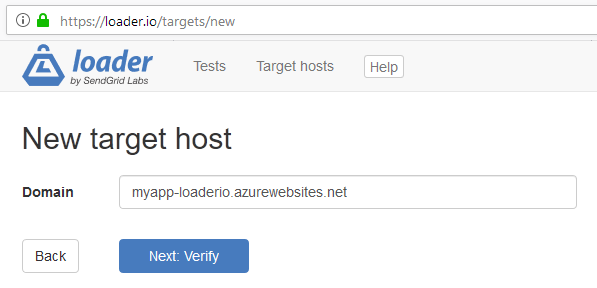 https://loader.io/targets/new
loader
by SendGrid Labs
Tests
Target hosts
Help
New target host
Domain
myapp-loaderio.azurewebsites.net
Back
Next: Verify